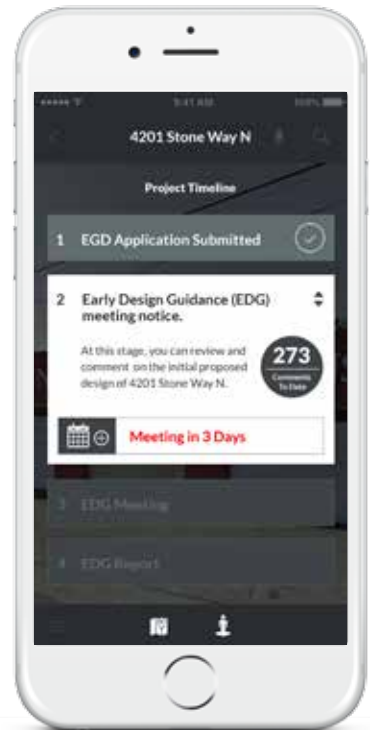 9:41 AM
100%
4201 Stone Way N
Project Timeline
1 EGD Application Submitted
2 Early Design Guidance (EDG)
meeting notice.
At this stage, you can review and
comment on the initial proposed
design of 4201 Stone Way N.
273
Comments
To Date
Meeting in 3 Days
3 EDG Meeting
4 EDG Report